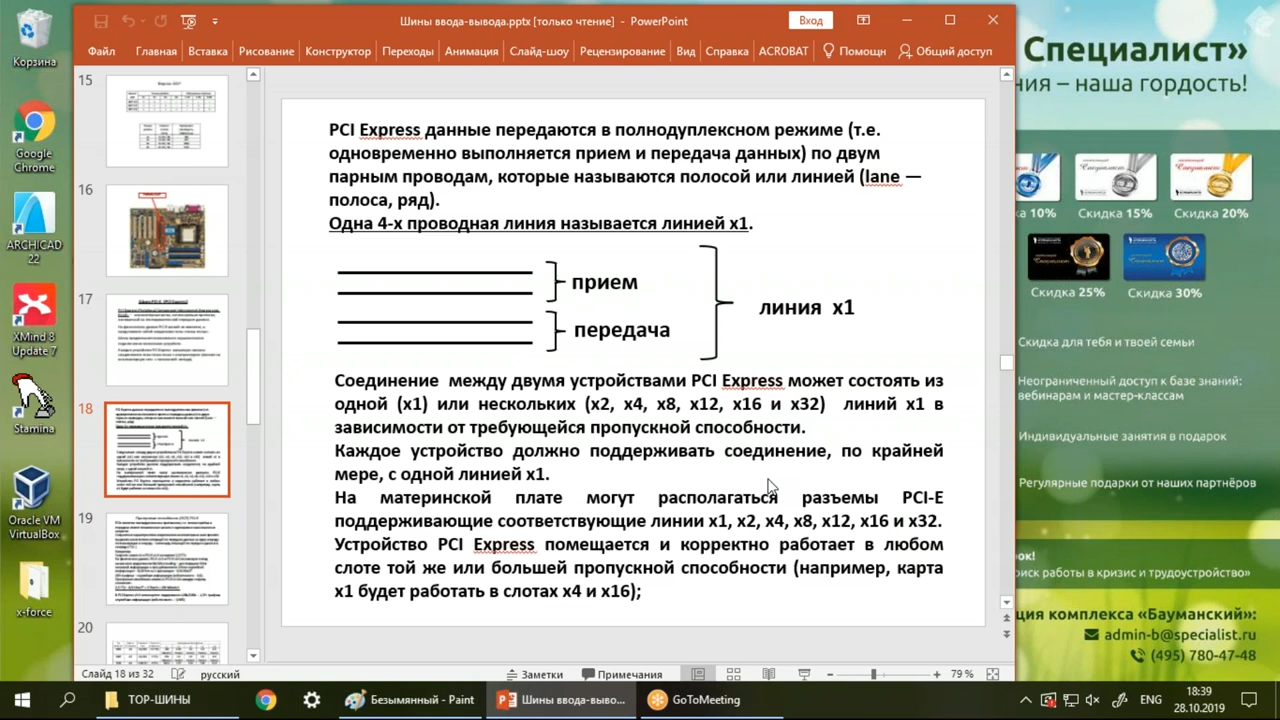 Шины ввода-вывода.pptx [только чтение] - PowerPoint
Вход
Файл
Главная
Вставка
Рисование
Конструктор
Переходы
Анимация
Слайд-шоу
Рецензирование
Вид
Справка
ACROBAT
Помощн
Общий доступ
Корзина
Google
Chrome
ARCHICAD
22
XMind 8
Update 7
Stamina
Oracle VM
VirtualBox
x-force
15
16
17
18
19
20
PCI Express данные передаются в полнодуплексном режиме (т.е.
одновременно выполняется прием и передача данных) по двум
парным проводам, которые называются полосой или линией (lane —
полоса, ряд).
Одна 4-х проводная линия называется линией x1.
прием
передача
линия x1
Соединение между двумя устройствами PCI Express может состоять из
одной (x1) или нескольких (x2, x4, x8, x12, x16 и x32) линий x1 в
зависимости от требующейся пропускной способности.
Каждое устройство должно поддерживать соединение, по крайней
мере, с одной линией x1.
На материнской плате могут располагаться разъемы PCI-E
поддерживающие соответствующие линии x1, x2, x4, x8, x12, x16 и x32.
Устройство PCI Express помещается и корректно работает в любом
слоте той же или большей пропускной способности (например, карта
x1 будет работать в слотах x4 и x16);
Специалист»
ния – наша гордость!
ка 10%
Скидка 15%
Скидка 20%
Скидка 25%
Скидка 30%
Скидка для тебя и твоей семьи
Неограниченный доступ к базе знаний:
вебинарам и мастер-классам
Индивидуальные занятия в подарок
Регулярные подарки от наших партнёров
рок!
оиск работы в кризис и трудоустройство»
ция комплекса «Бауманский»:
admin-b@specialist.ru
(495) 780-47-48
Слайд 18 из 32
русский
Заметки
Примечания
79 %
ТОР-ШИНЫ
Безымянный - Paint
Шины ввода-выво...
GoToMeeting
ENG
18:39
28.10.2019